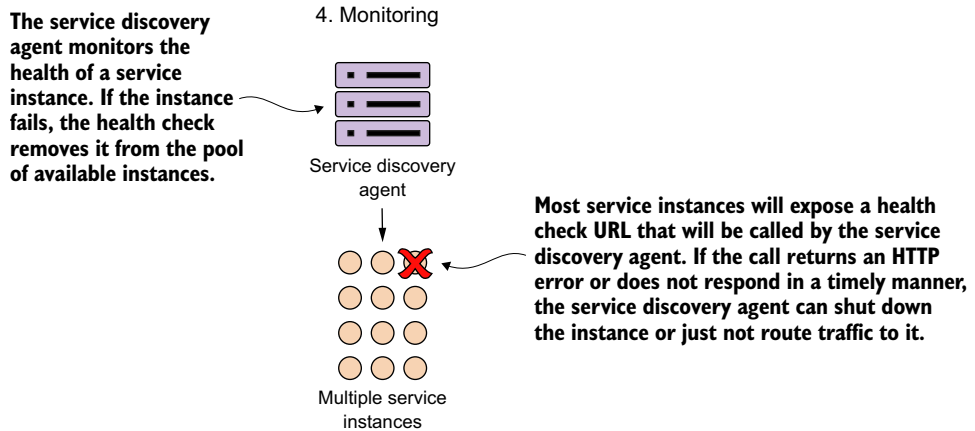 4. Monitoring
The service discovery
agent monitors the
health of a service
instance. If the instance
fails, the health check
removes it from the pool
of available instances.
Service discovery
agent
Most service instances will expose a health
check URL that will be called by the service
discovery agent. If the call returns an HTTP
error or does not respond in a timely manner,
the service discovery agent can shut down
the instance or just not route traffic to it.
Multiple service
instances